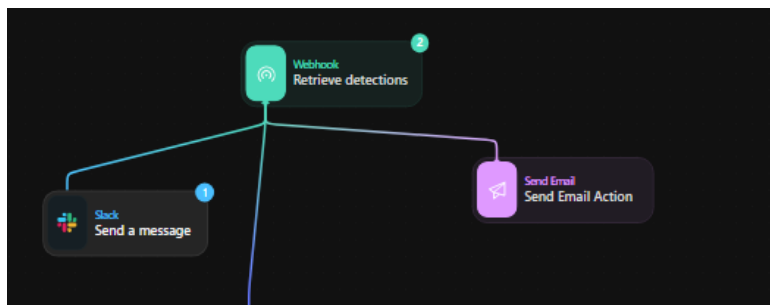 2
Webhook
Retrieve detections
1
Slack
Send a message
Send Email
Send Email Action